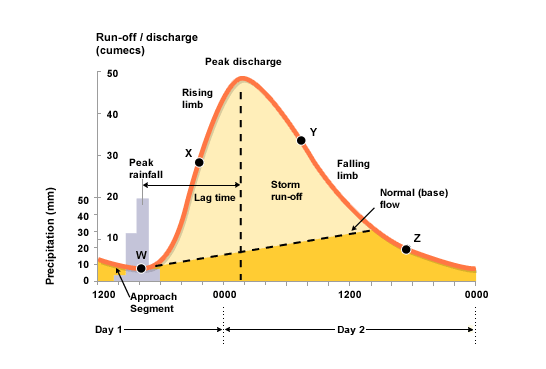 Run-off / discharge
(cumecs)
Peak discharge
50
Rising
limb
40
Y
X
30
Peak
rainfall
Falling
limb
Storm
run-off
Lag time
Normal (base)
flow
20
50
40
30
20
10
0
10
Precipitation (mm)
W
Z
0
1200
0000
1200
0000
Approach
Segment
Day 1
Day 2